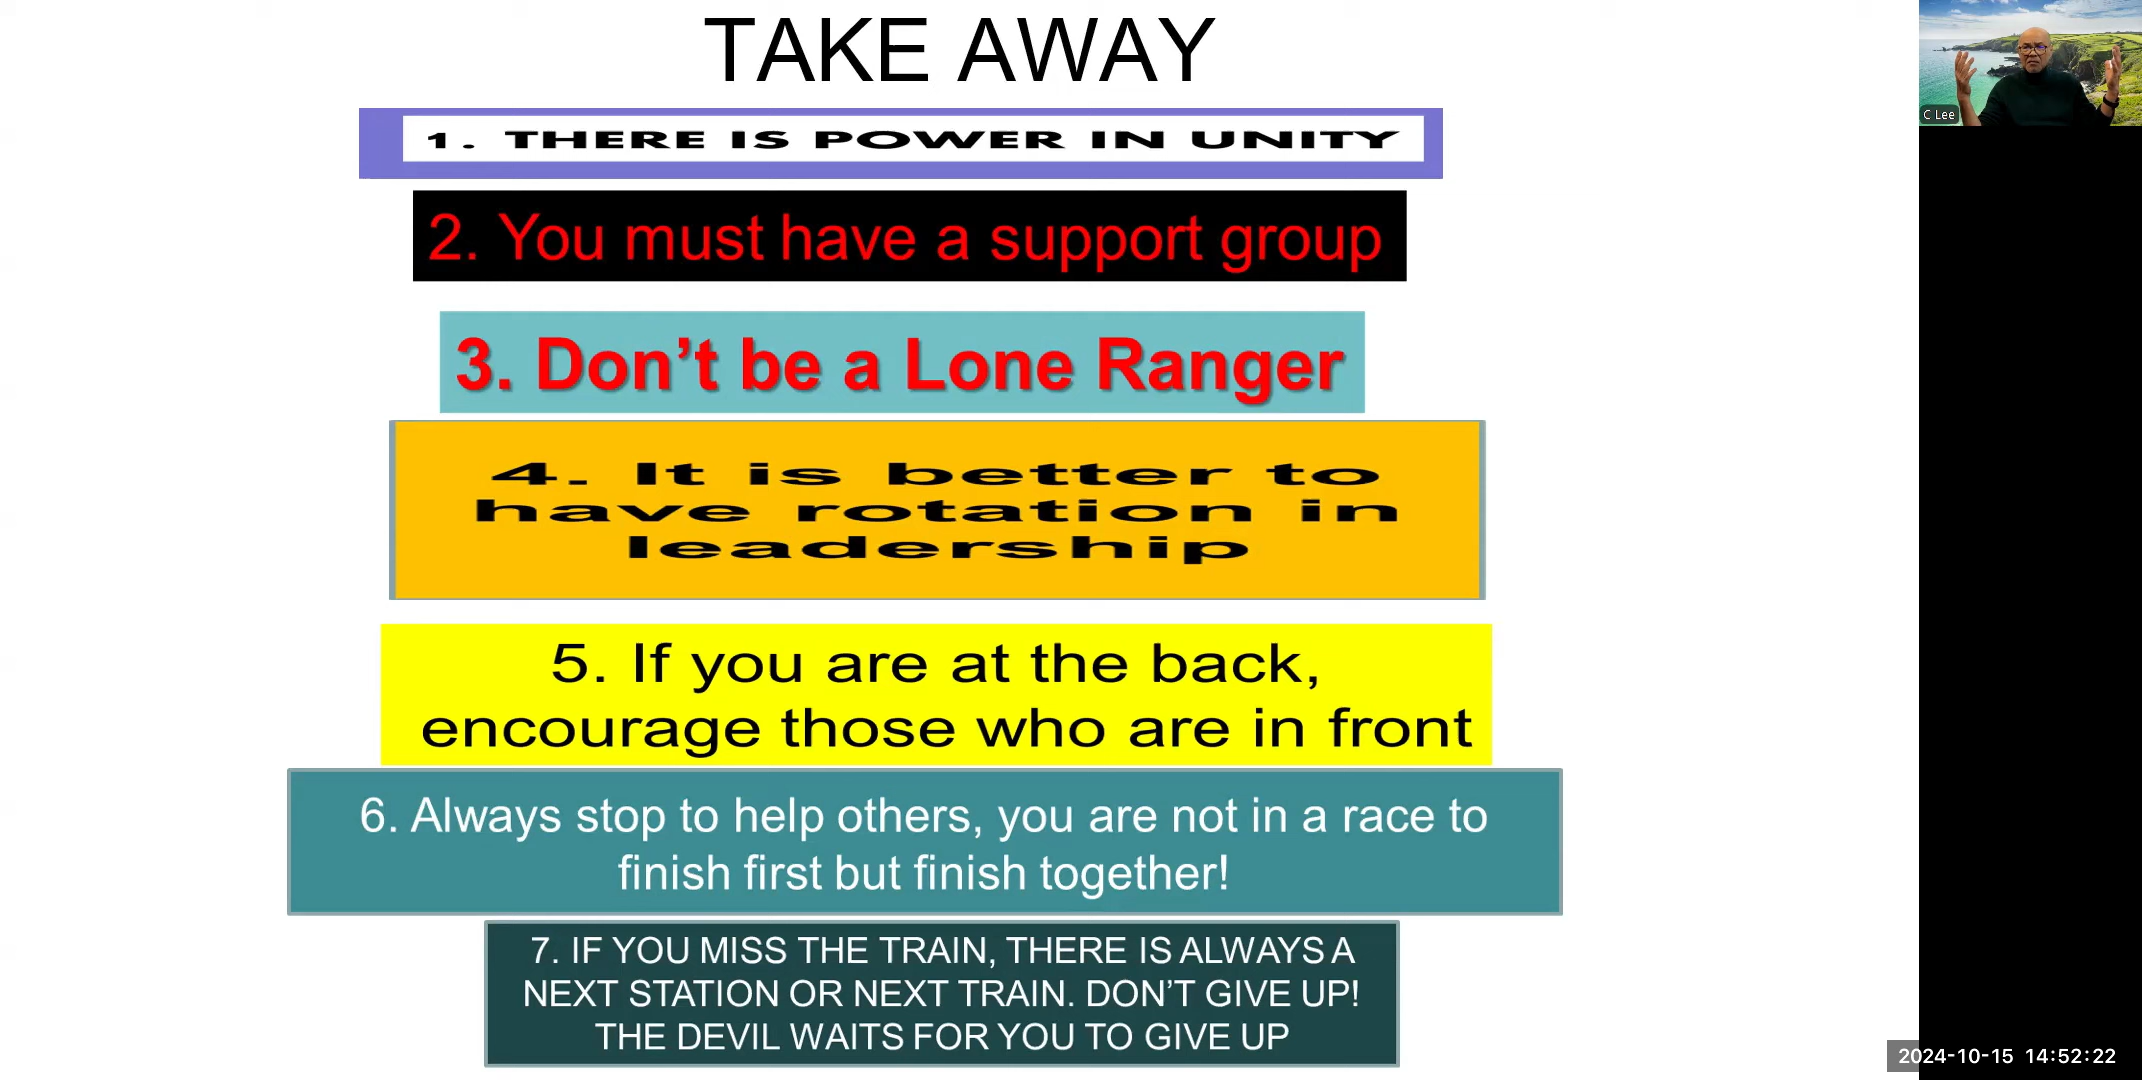 TAKE AWAY
1. THERE IS POWER IN UNITY
2. You must have a support group
3. Don’t be a Lone Ranger
4. It is better to
have rotation in
leadership
5. If you are at the back,
encourage those who are in front
6. Always stop to help others, you are not in a race to
finish first but finish together!
7. IF YOU MISS THE TRAIN, THERE IS ALWAYS A
NEXT STATION OR NEXT TRAIN. DON’T GIVE UP!
THE DEVIL WAITS FOR YOU TO GIVE UP
C Lee
2024-10-15 14:52:22